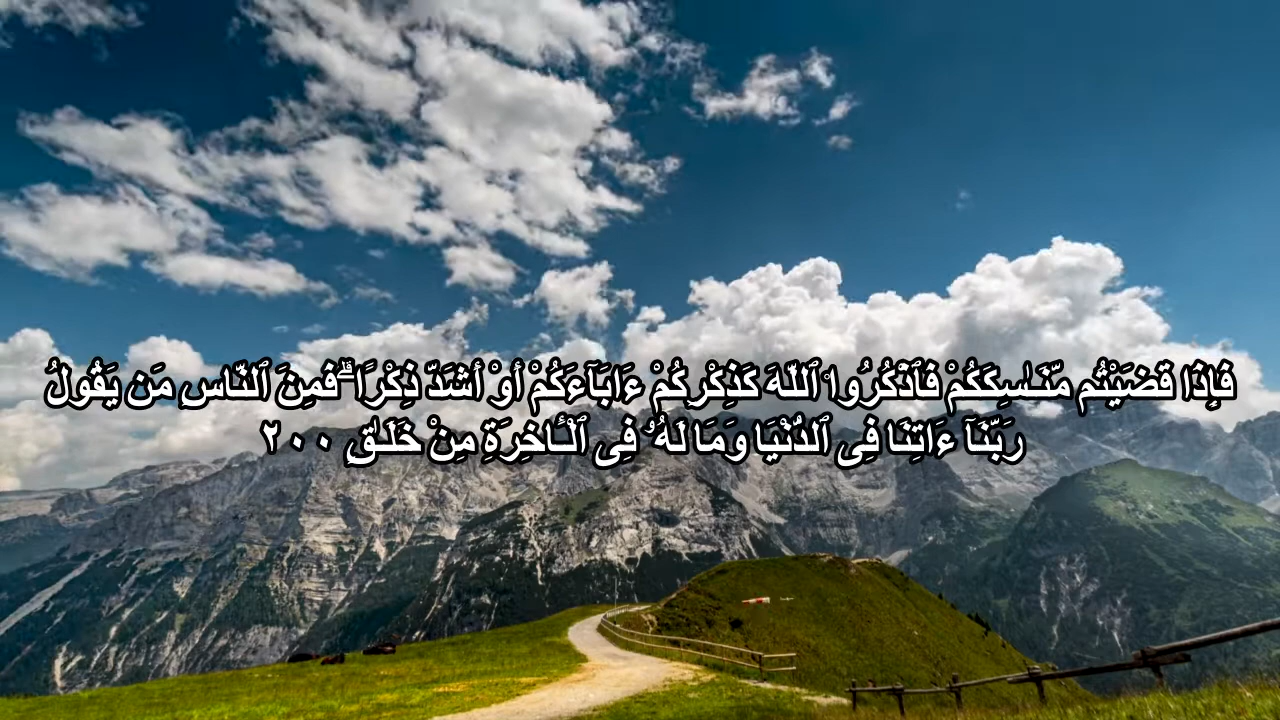 فَإِذَا قَضَيْتُم مَّنَـٰسِكَكُمْ فَٱذْكُرُوا۟ ٱللَّهَ كَذِكْرِكُمْ ءَابَآءَكُمْ أَوْ أَشَدَّ ذِكْرًا ۗ فَمِنَ ٱلنَّاسِ مَن يَقُولُ
رَبَّنَآ ءَاتِنَا فِى ٱلدُّنْيَا وَمَا لَهُۥ فِى ٱلْـَٔاخِرَةِ مِنْ خَلَـٰقٍ ٢٠٠